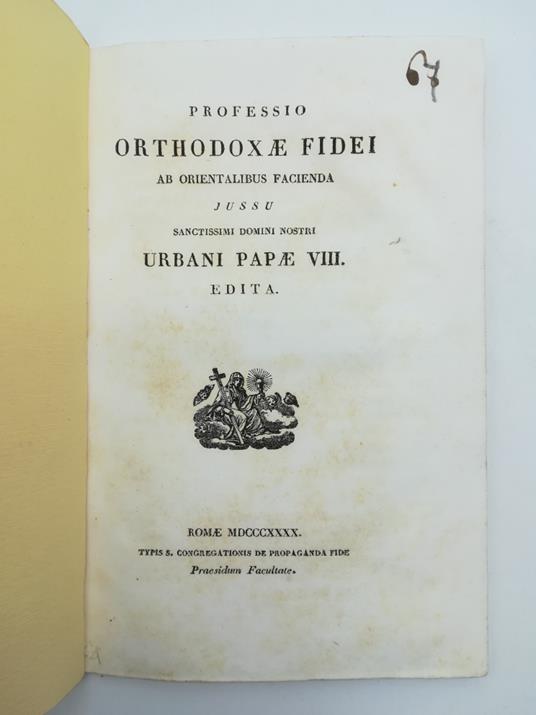 67
PROFESSIO
ORTHODOXÆ FIDEI
AB ORIENTALIBUS FACIENDA
JUSSU
SANCTISSIMI DOMINI NOSTRI
URBANI PAPÆ VIII.
EDITA.
ROMÆ MDCCCXXXX.
TYPIS S. CONGREGATIONIS DE PROPAGANDA FIDE
Praesidum Facultate.